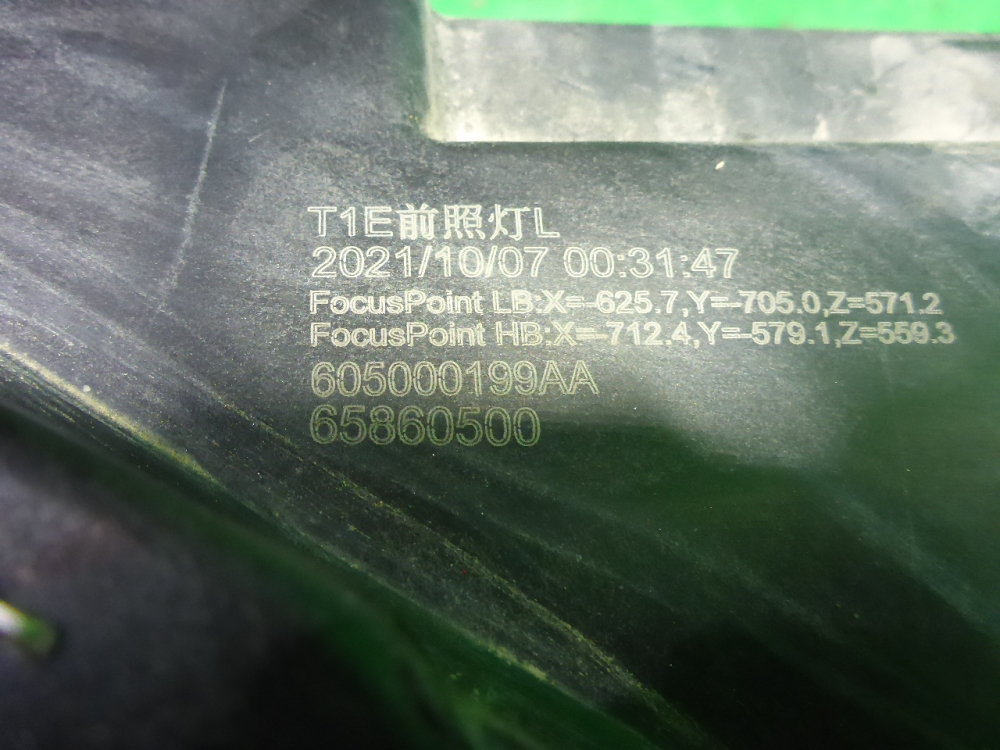 T1E前照灯L
2021/10/07 00:31:47
FocusPoint LB:X=-625.7,Y=-705.0,Z=571.2
FocusPoint HB:X=-712.4,Y=-579.1,Z=559.3
605000199AA
65860500